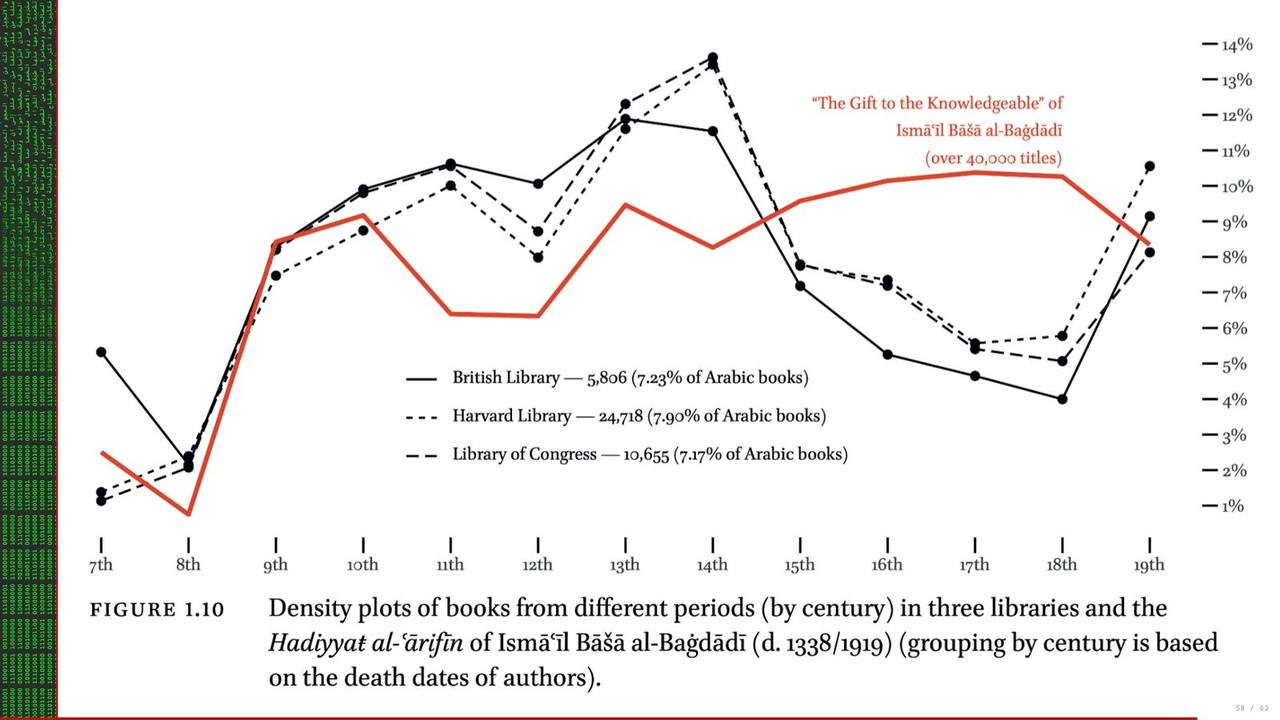 14%
13%
12%
11%
10%
9%
8%
7%
6%
5%
4%
3%
2%
1%
“The Gift to the Knowledgeable” of
Ismāʿīl Bāšā al-Baġdādī
(over 40,000 titles)
British Library — 5,806 (7.23% of Arabic books)
Harvard Library — 24,718 (7.90% of Arabic books)
Library of Congress — 10,655 (7.17% of Arabic books)
7th 8th 9th 10th 11th 12th 13th 14th 15th 16th 17th 18th 19th
FIGURE 1.10 Density plots of books from different periods (by century) in three libraries and the
Hadiyyaŧ al-ʿārifīn of Ismāʿīl Bāšā al-Baġdādī (d. 1338/1919) (grouping by century is based
on the death dates of authors).
58 / 62